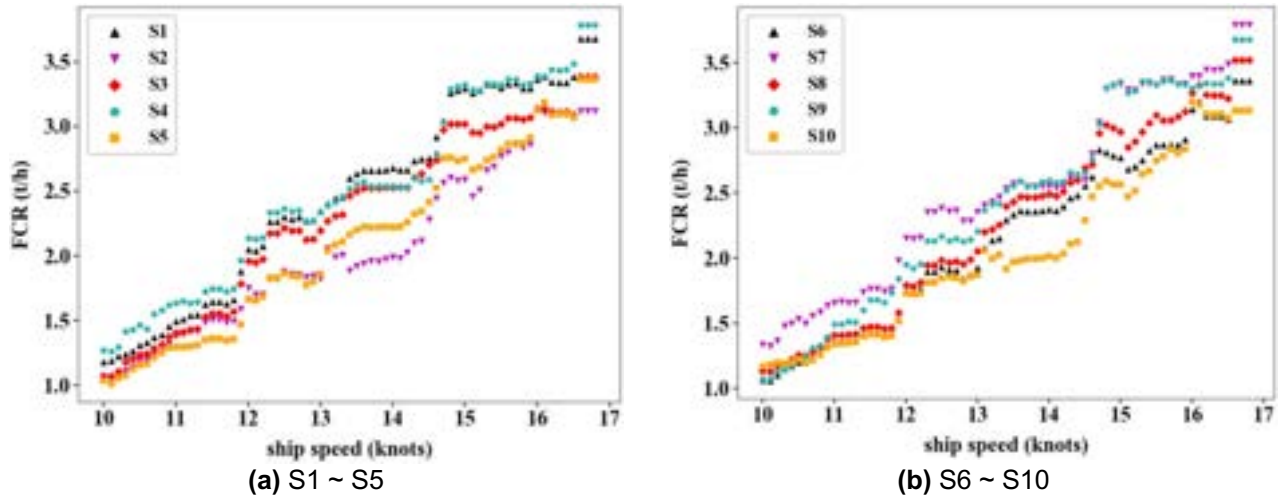 S1
S2
S3
S4
S5
3.5
3.0
2.5
2.0
1.5
1.0
FCR (t/h)
10 11 12 13 14 15 16 17
ship speed (knots)
(a) S1 ~ S5
S6
S7
S8
S9
S10
3.5
3.0
2.5
2.0
1.5
1.0
FCR (t/h)
10 11 12 13 14 15 16 17
ship speed (knots)
(b) S6 ~ S10